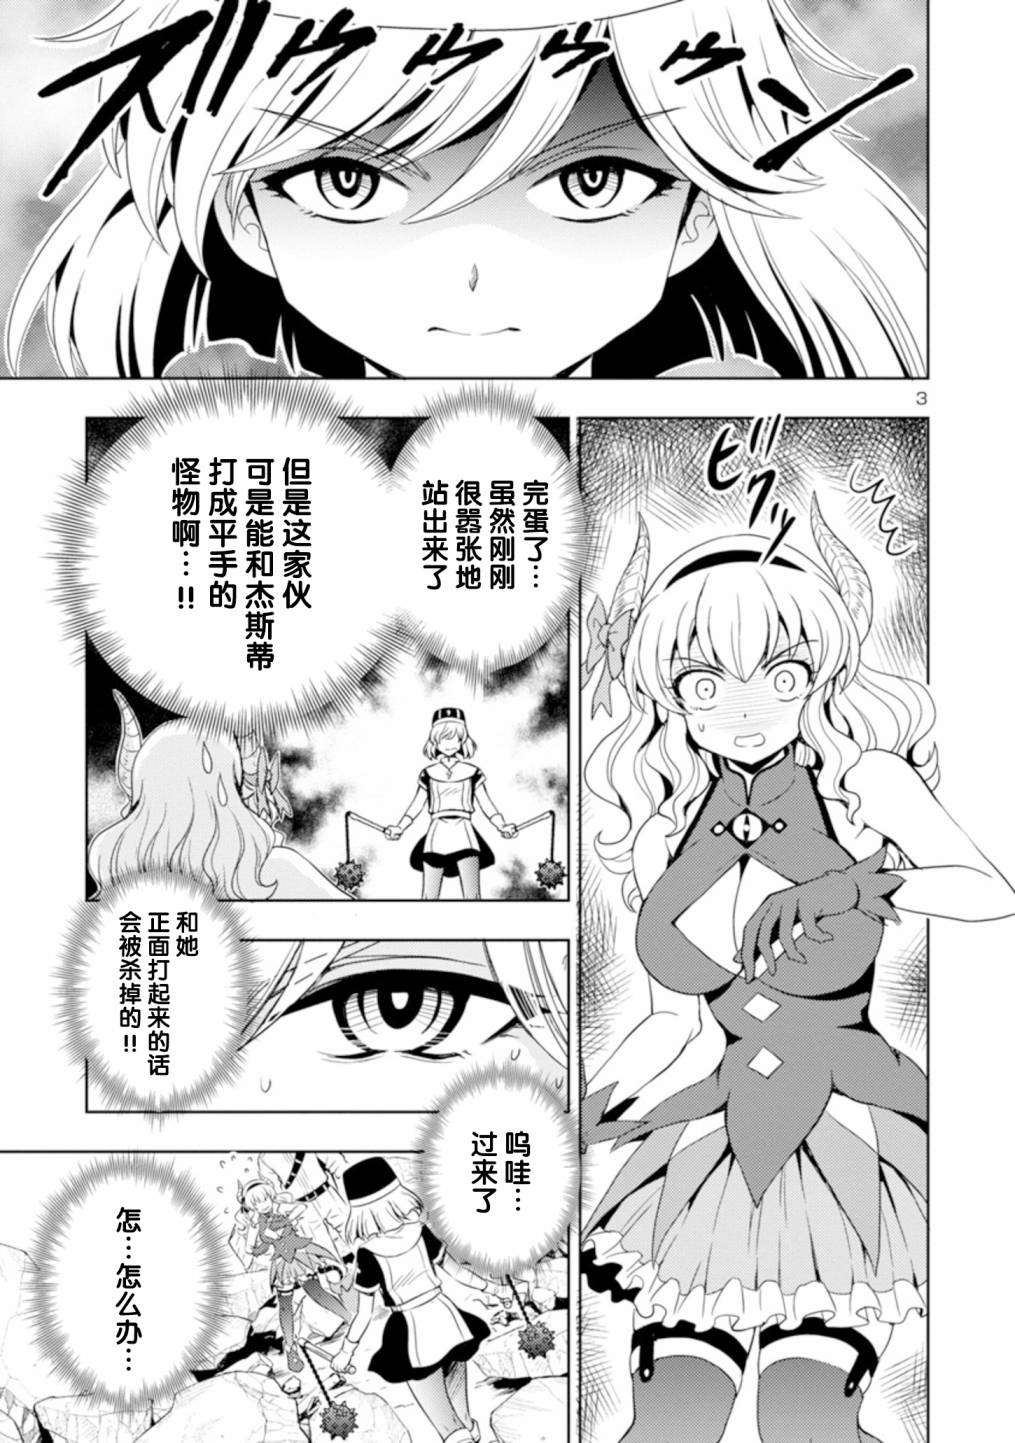 ズゥゥゥゥン
3
ビクッ
完蛋了…
虽然刚刚
很嚣张地
站出来了
但是这家伙
可是能和杰斯蒂
打成平手的
怪物啊…!!
和她
正面打起来的话
会被杀掉的!!
呜哇…
过来了
怎…怎么办…